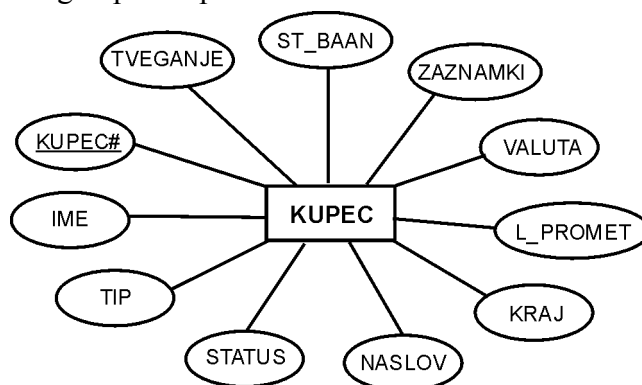 ST_BAAN
TVEGANJE
ZAZNAMKI
KUPEC#
VALUTA
KUPEC
IME
L_PROMET
TIP
KRAJ
STATUS
NASLOV